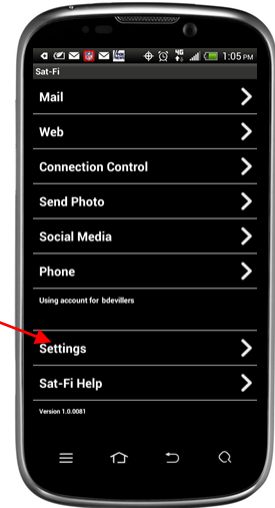 4G 1:05 PM
Sat-Fi
Mail
Web
Connection Control
Send Photo
Social Media
Phone
Using account for bdevillers
Settings
Sat-Fi Help
Version 1.0.0081